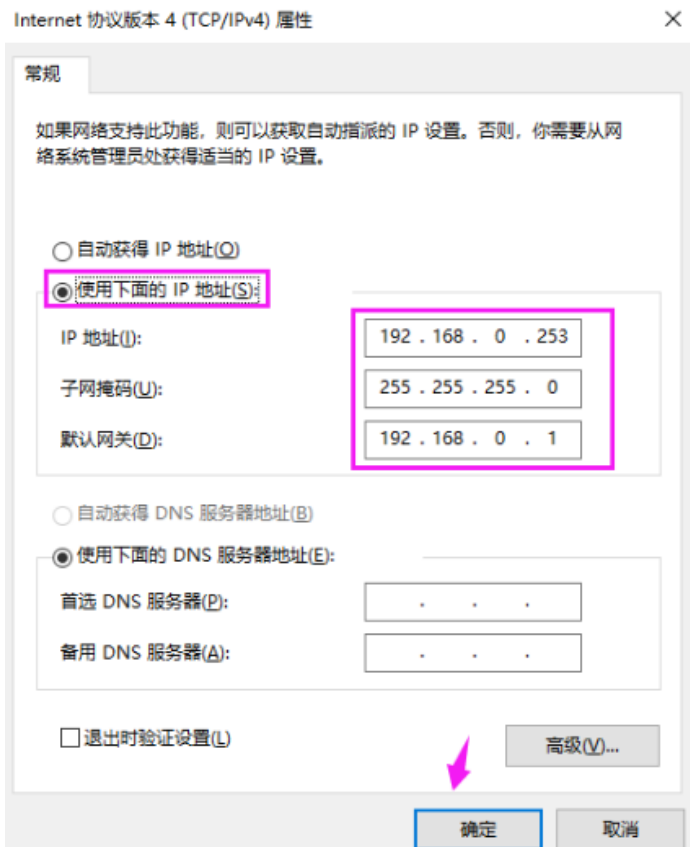 Internet 协议版本 4 (TCP/IPv4) 属性
常规
如果网络支持此功能，则可以获取自动指派的 IP 设置。否则，你需要从网
络系统管理员处获得适当的 IP 设置。
自动获得 IP 地址(O)
使用下面的 IP 地址(S):
IP 地址(I): 192 . 168 . 0 . 253
子网掩码(U): 255 . 255 . 255 . 0
默认网关(D): 192 . 168 . 0 . 1
自动获得 DNS 服务器地址(B)
使用下面的 DNS 服务器地址(E):
首选 DNS 服务器(P): . . .
备用 DNS 服务器(A): . . .
退出时验证设置(L)
高级(V)...
确定 取消